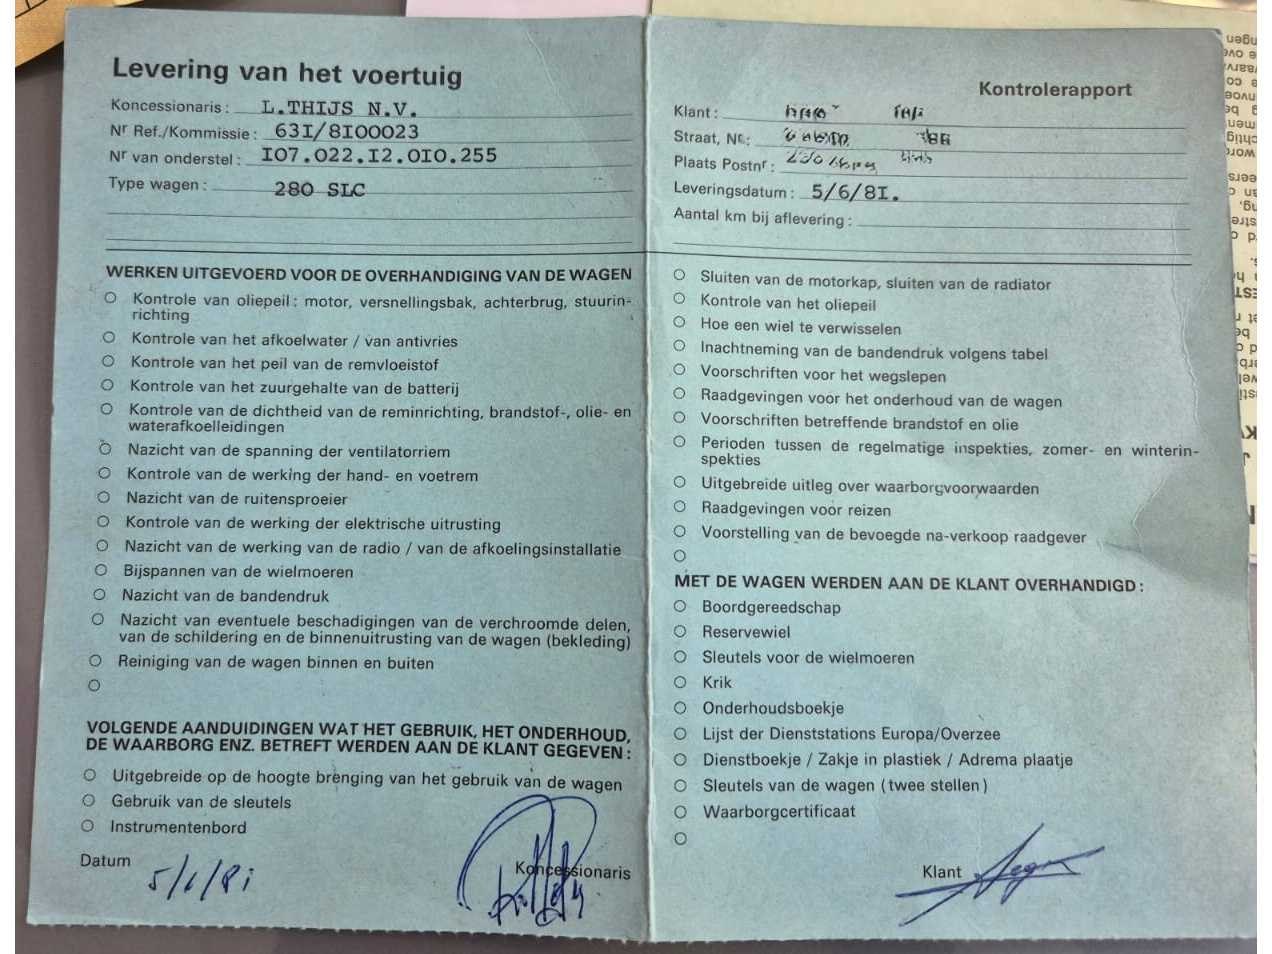 Levering van het voertuig
Koncessionaris : L.THIJS N.V.
Nr Ref./Kommissie : 63I/8I00023
Nr van onderstel : I07.022.I2.0I0.255
Type wagen : 280 SLC
WERKEN UITGEVOERD VOOR DE OVERHANDIGING VAN DE WAGEN
Kontrole van oliepeil : motor, versnellingsbak, achterbrug, stuurin-
richting
Kontrole van het afkoelwater / van antivries
Kontrole van het peil van de remvloeistof
Kontrole van het zuurgehalte van de batterij
Kontrole van de dichtheid van de reminrichting, brandstof-, olie- en
waterafkoelleidingen
Nazicht van de spanning der ventilatorriem
Kontrole van de werking der hand- en voetrem
Nazicht van de ruitensproeier
Kontrole van de werking der elektrische uitrusting
Nazicht van de werking van de radio / van de afkoelingsinstallatie
Bijspannen van de wielmoeren
Nazicht van de bandendruk
Nazicht van eventuele beschadigingen van de verchroomde delen,
van de schildering en de binnenuitrusting van de wagen (bekleding)
Reiniging van de wagen binnen en buiten
VOLGENDE AANDUIDINGEN WAT HET GEBRUIK, HET ONDERHOUD,
DE WAARBORG ENZ. BETREFT WERDEN AAN DE KLANT GEGEVEN :
Uitgebreide op de hoogte brenging van het gebruik van de wagen
Gebruik van de sleutels
Instrumentenbord
Datum 5/6/81
Koncessionaris
Kontrolerapport
Klant :
Straat, Nr :
Plaats Postnr :
Leveringsdatum : 5/6/8I.
Aantal km bij aflevering :
Sluiten van de motorkap, sluiten van de radiator
Kontrole van het oliepeil
Hoe een wiel te verwisselen
Inachtneming van de bandendruk volgens tabel
Voorschriften voor het wegslepen
Raadgevingen voor het onderhoud van de wagen
Voorschriften betreffende brandstof en olie
Perioden tussen de regelmatige inspekties, zomer- en winterin-
spekties
Uitgebreide uitleg over waarborgvoorwaarden
Raadgevingen voor reizen
Voorstelling van de bevoegde na-verkoop raadgever
MET DE WAGEN WERDEN AAN DE KLANT OVERHANDIGD :
Boordgereedschap
Reservewiel
Sleutels voor de wielmoeren
Krik
Onderhoudsboekje
Lijst der Dienststations Europa/Overzee
Dienstboekje / Zakje in plastiek / Adrema plaatje
Sleutels van de wagen (twee stellen)
Waarborgcertificaat
Klant